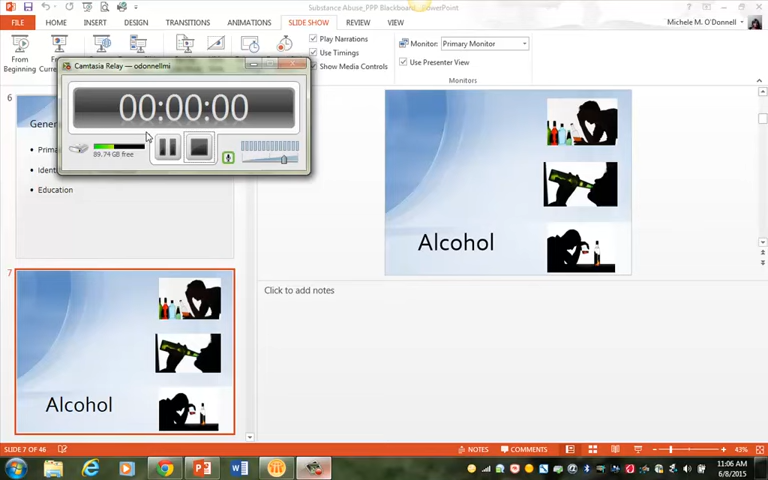 Substance Abuse_PPP Blackboard
FILE HOME INSERT DESIGN TRANSITIONS ANIMATIONS SLIDE SHOW REVIEW VIEW
Michele M. O'Donnell
From Beginning
Play Narrations
Use Timings
Show Media Controls
Monitor: Primary Monitor
Use Presenter View
Monitors
Camtasia Relay — odonnellmi
00:00:00
89.74 GB free
6
Education
7
Alcohol
Alcohol
Click to add notes
SLIDE 7 OF 46
NOTES
COMMENTS
43%
11:06 AM
6/8/2015